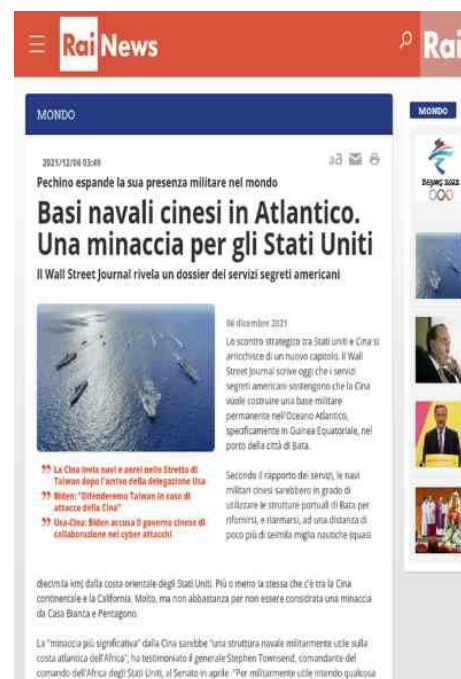 Rai News
Rai
MONDO
MONDO
2021/12/06 03:49
aa
Pechino espande la sua presenza militare nel mondo
Basi navali cinesi in Atlantico.
Una minaccia per gli Stati Uniti
Il Wall Street Journal rivela un dossier dei servizi segreti americani
BEIJING 2022
06 dicembre 2021
Lo scontro strategico tra Stati uniti e Cina si
arricchisce di un nuovo capitolo. Il Wall
Street Journal scrive oggi che i servizi
segreti americani sostengono che la Cina
vuole costruire una base militare
permanente nell'Oceano Atlantico,
specificamente in Guinea Equatoriale, nel
porto della città di Bata.
La Cina invia navi e aerei nello Stretto di
Taiwan dopo l'arrivo della delegazione Usa
Biden: "Difenderemo Taiwan in caso di
attacco della Cina"
Usa-Cina: Biden accusa il governo cinese di
collaborazione nei cyber attacchi
Secondo il rapporto dei servizi, le navi
militari cinesi sarebbero in grado di
utilizzare le strutture portuali di Bata per
rifornirsi, e riarmarsi, ad una distanza di
poco più di seimila miglia nautiche (quasi
diecimila km) dalla costa orientale degli Stati Uniti. Più o meno la stessa che c'è tra la Cina
continentale e la California. Molto, ma non abbastanza per non essere considrata una minaccia
da Casa Bianca e Pentagono.
La "minaccia più significativa" dalla Cina sarebbe "una struttura navale militarmente utile sulla
costa atlantica dell'Africa", ha testimoniato il generale Stephen Townsend, comandante del
comando dell'Africa degli Stati Uniti, al Senato in aprile. "Per militarmente utile intendo qualcosa